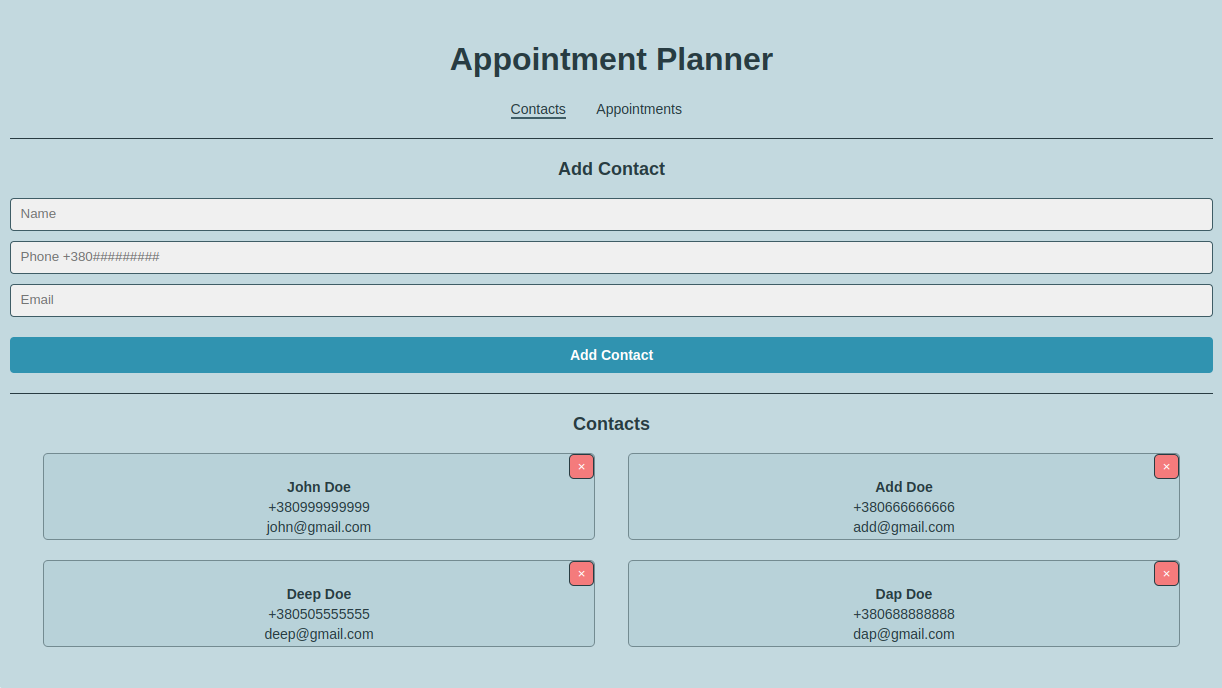 Appointment Planner
Contacts Appointments
Add Contact
Name
Phone +380#########
Email
Add Contact
Contacts
×
John Doe
+380999999999
john@gmail.com
×
Add Doe
+380666666666
add@gmail.com
×
Deep Doe
+380505555555
deep@gmail.com
×
Dap Doe
+380688888888
dap@gmail.com